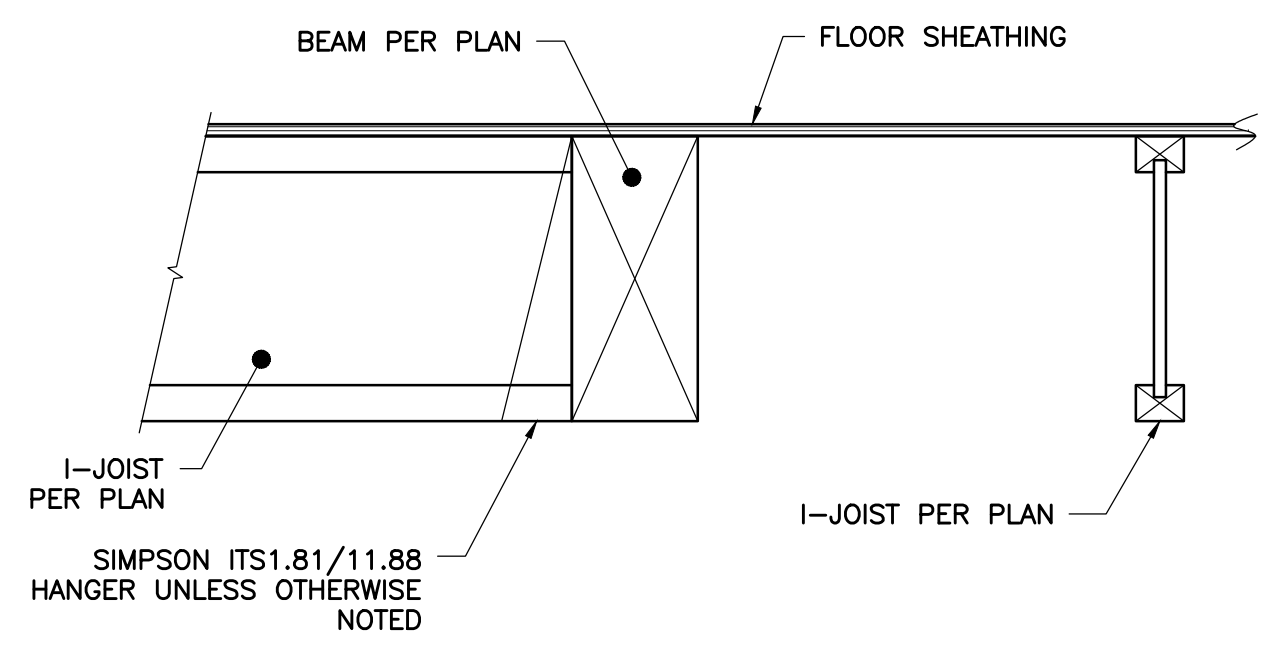 BEAM PER PLAN
FLOOR SHEATHING
I-JOIST
PER PLAN
I-JOIST PER PLAN
SIMPSON ITS1.81/11.88
HANGER UNLESS OTHERWISE
NOTED